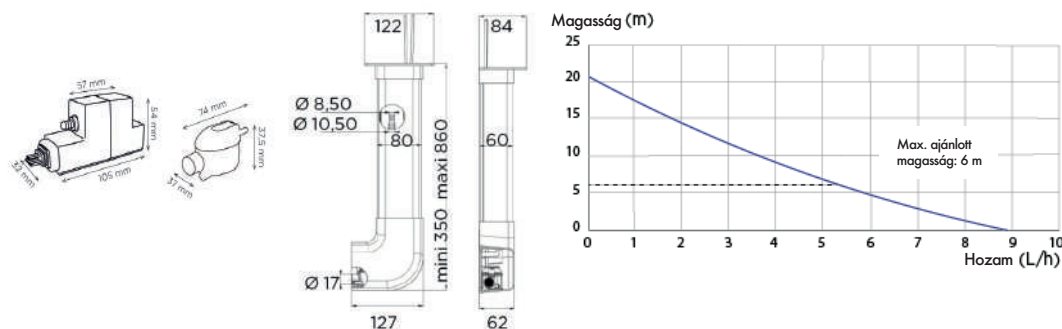 57 mm
54 mm
32 mm
105 mm
74 mm
37,5 mm
37 mm
122
84
Ø 8,50
Ø 10,50
80
60
mini 350 maxi 860
Ø 17
127
62
Magasság (m)
25
20
15
10
5
0
Max. ajánlott
magasság: 6 m
0 1 2 3 4 5 6 7 8 9 10
Hozam (L/h)